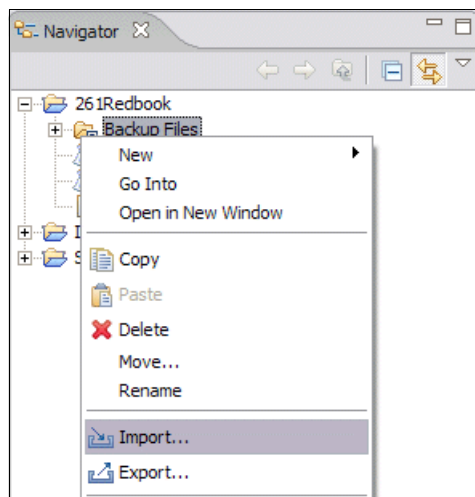 Navigator
261Redbook
Backup Files
New
Go Into
Open in New Window
Copy
Paste
Delete
Move...
Rename
Import...
Export...